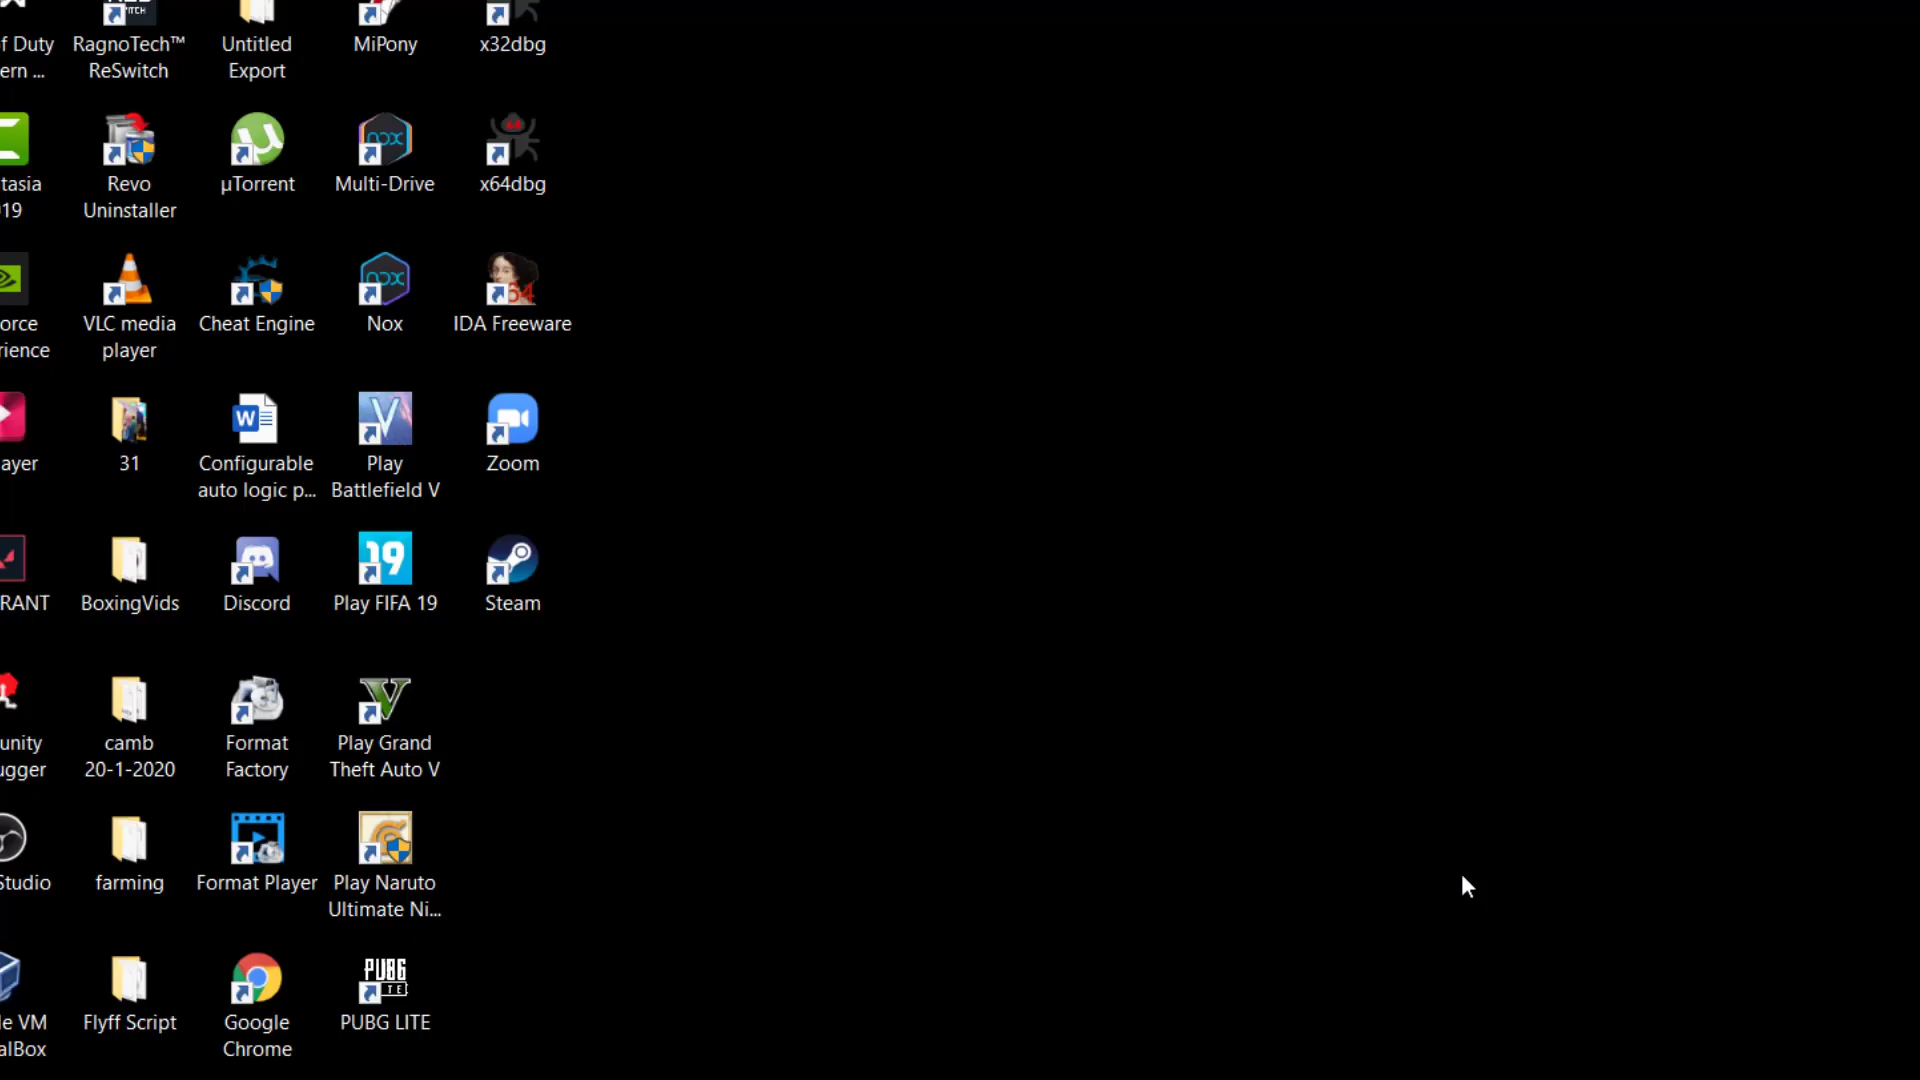 f Duty
ern ...
RagnoTech™
ReSwitch
Untitled
Export
MiPony
x32dbg
tasia
19
Revo
Uninstaller
µTorrent
Multi-Drive
x64dbg
orce
rience
VLC media
player
Cheat Engine
Nox
IDA Freeware
ayer
31
Configurable
auto logic p...
Play
Battlefield V
Zoom
RANT
BoxingVids
Discord
19
Play FIFA 19
Steam
unity
ugger
camb
20-1-2020
Format
Factory
Play Grand
Theft Auto V
Studio
farming
Format Player
Play Naruto
Ultimate Ni...
le VM
alBox
Flyff Script
Google
Chrome
PUBG
PUBG LITE